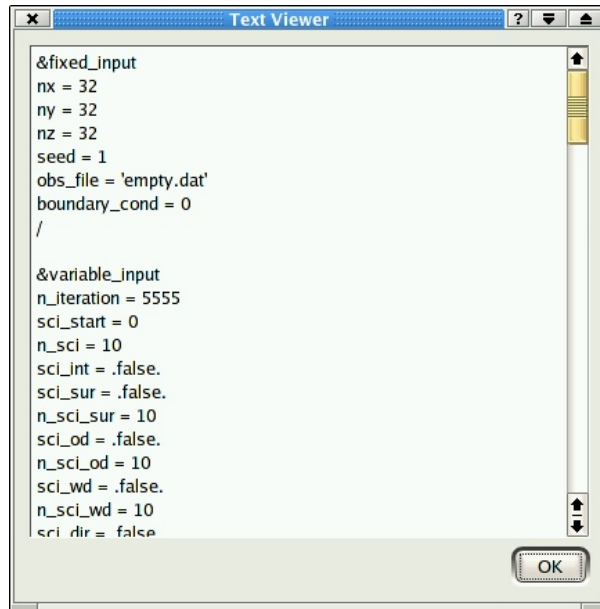 Text Viewer
&fixed_input
nx = 32
ny = 32
nz = 32
seed = 1
obs_file = 'empty.dat'
boundary_cond = 0
/
&variable_input
n_iteration = 5555
sci_start = 0
n_sci = 10
sci_int = .false.
sci_sur = .false.
n_sci_sur = 10
sci_od = .false.
n_sci_od = 10
sci_wd = .false.
n_sci_wd = 10
sci_dir = .false.
OK